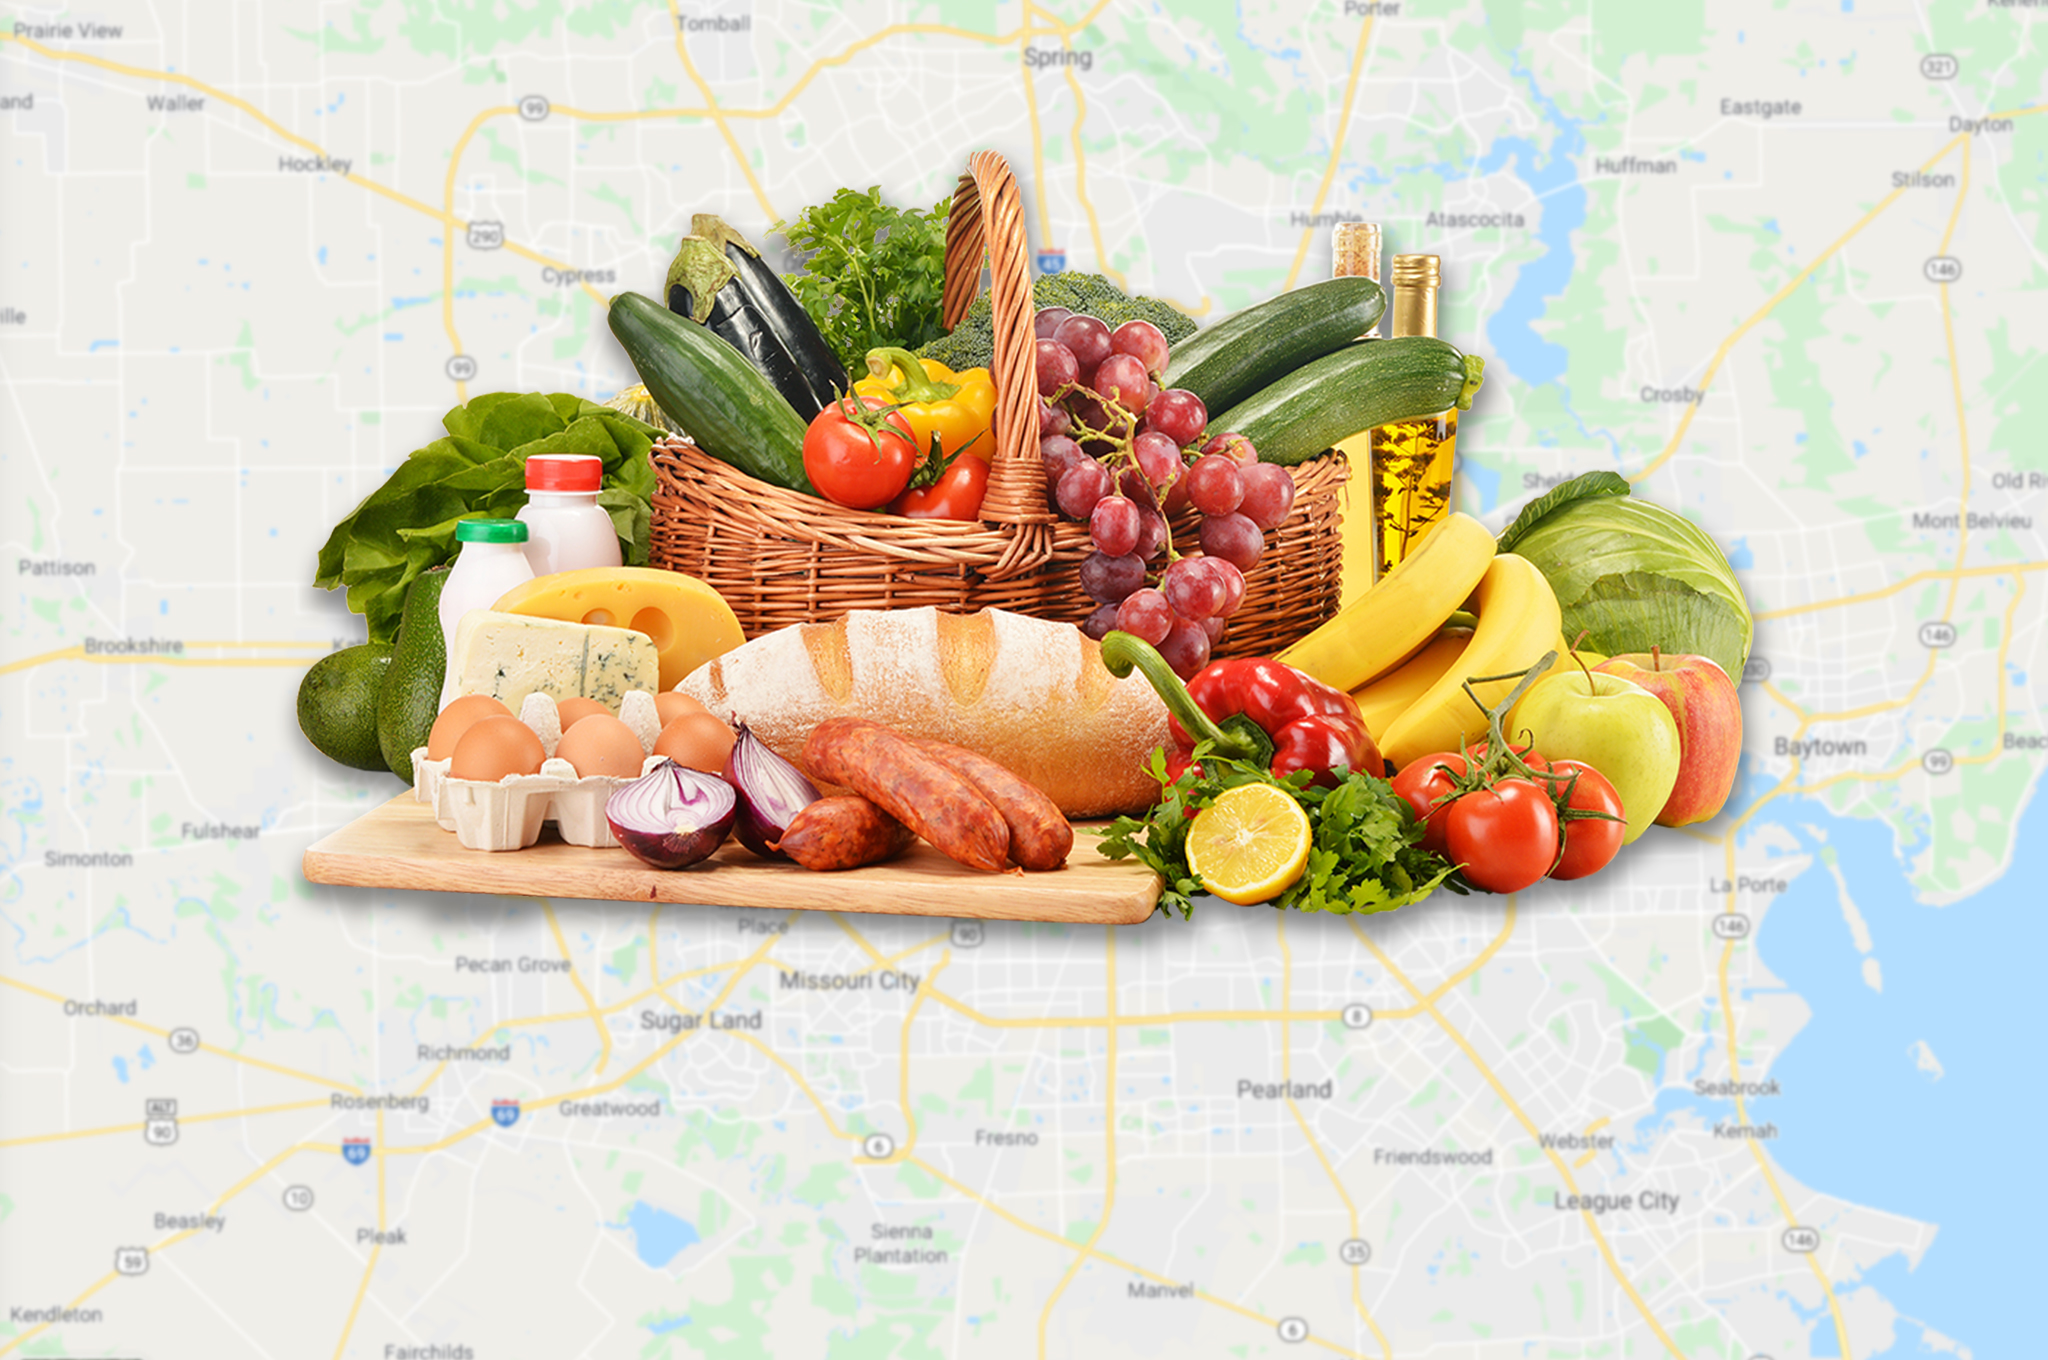 Prairie View
Tomball
Porter
Spring
321
and
Waller
99
Eastgate
Dayton
Hockley
Huffman
Stilson
290
Humble
Atascocita
Cypress
45
146
ille
99
Crosby
Old Ri
Mont Belvieu
Pattison
Brookshire
146
Baytown
Beac
99
Fulshear
Simonton
La Porte
146
Place
90
Pecan Grove
Missouri City
Orchard
Sugar Land
8
36
Richmond
Pearland
Seabrook
Rosenberg
69
Greatwood
ALT
90
Fresno
6
Webster
Kemah
69
Friendswood
10
League City
Beasley
Pleak
Sienna
Plantation
35
146
59
Manvel
Kendleton
6
Fairchilds